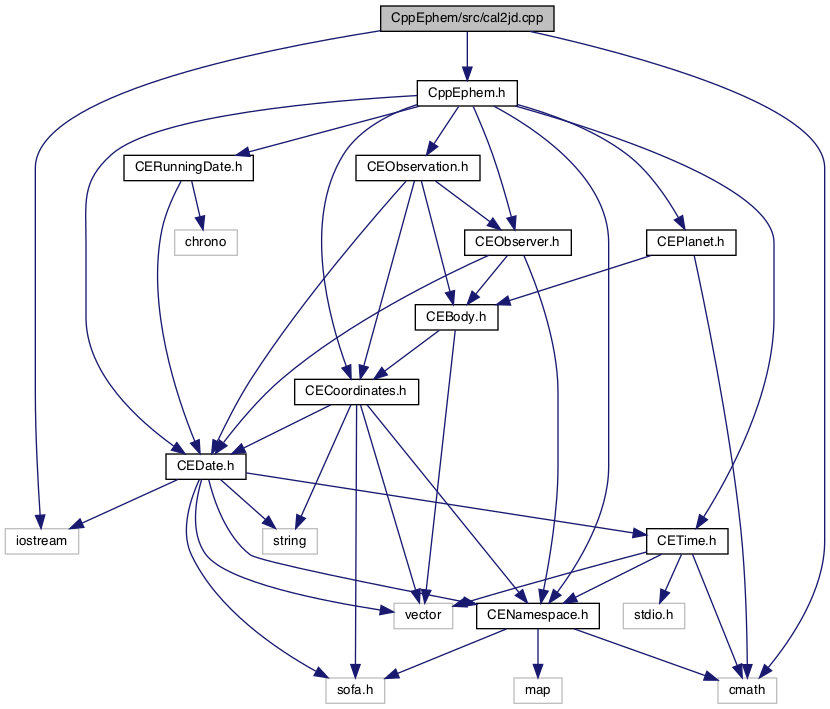 CppEphem/src/cal2jd.cpp
CppEphem.h
CERunningDate.h
CEObservation.h
chrono
CEObserver.h
CEPlanet.h
CEBody.h
CECoordinates.h
CEDate.h
iostream
string
CETime.h
vector
CENamespace.h
stdio.h
sofa.h
map
cmath